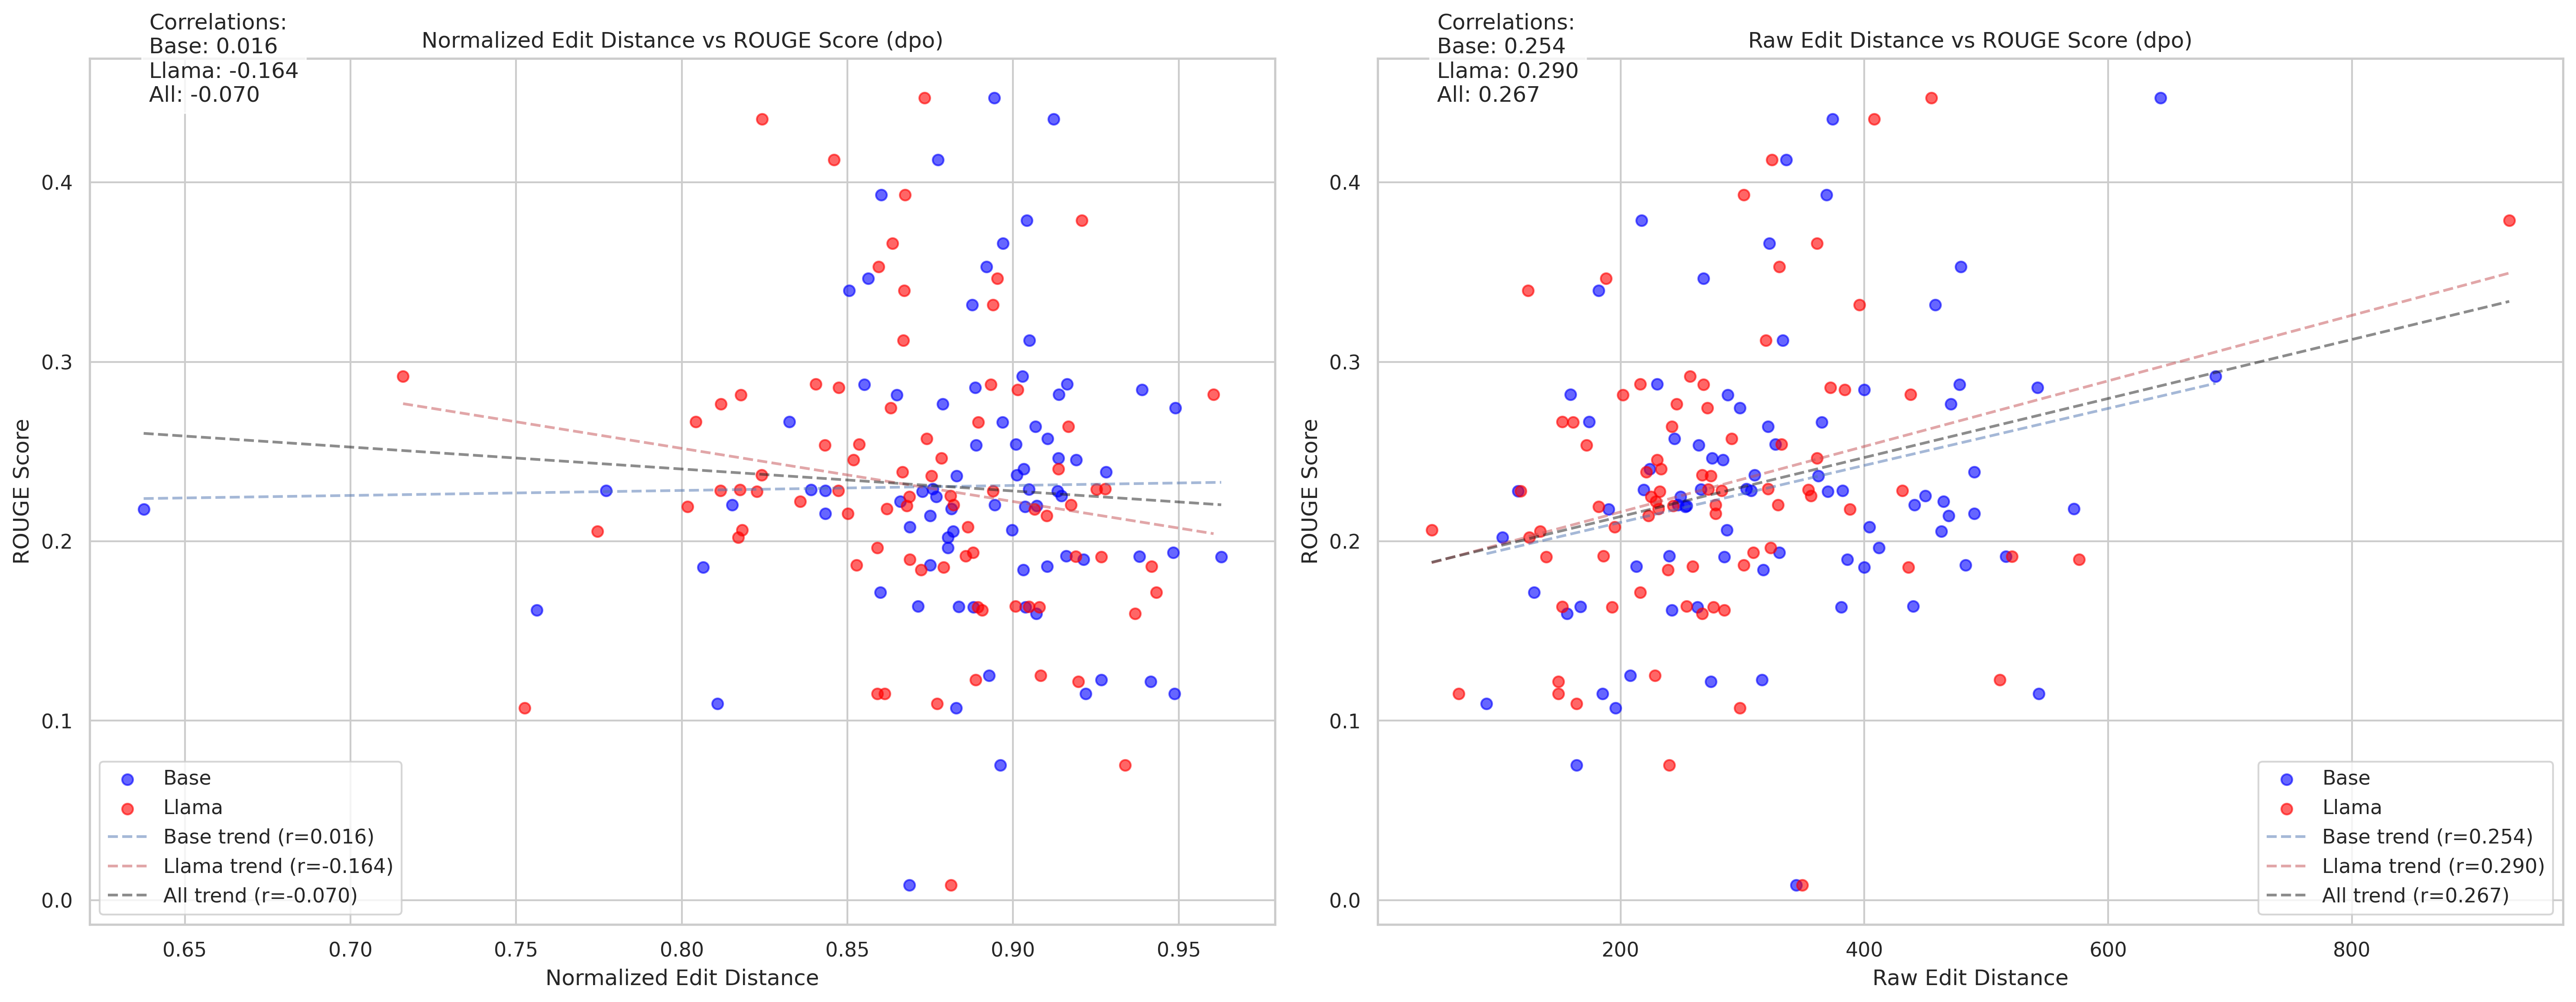 Correlations:
Base: 0.016
Llama: -0.164
All: -0.070
Normalized Edit Distance vs ROUGE Score (dpo)
ROUGE Score
0.4
0.3
0.2
0.1
0.0
Base
Llama
Base trend (r=0.016)
Llama trend (r=-0.164)
All trend (r=-0.070)
0.65 0.70 0.75 0.80 0.85 0.90 0.95
Normalized Edit Distance
Correlations:
Base: 0.254
Llama: 0.290
All: 0.267
Raw Edit Distance vs ROUGE Score (dpo)
ROUGE Score
0.4
0.3
0.2
0.1
0.0
Base
Llama
Base trend (r=0.254)
Llama trend (r=0.290)
All trend (r=0.267)
200 400 600 800
Raw Edit Distance